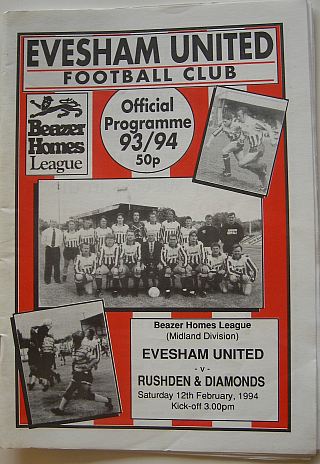 EVESHAM UNITED
FOOTBALL CLUB
Beazer
Homes
League
Official
Programme
93/94
50p
Beazer Homes League
(Midland Division)
EVESHAM UNITED
- v -
RUSHDEN & DIAMONDS
Saturday 12th February, 1994
Kick-off 3.00pm